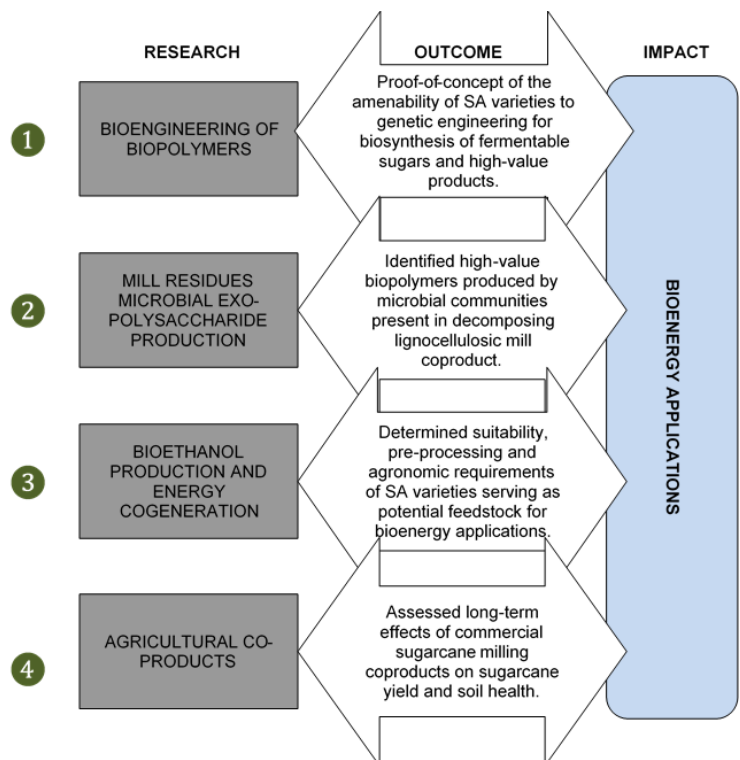 RESEARCH
OUTCOME
IMPACT
1
BIOENGINEERING OF
BIOPOLYMERS
Proof-of-concept of the
amenability of SA varieties to
genetic engineering for
biosynthesis of fermentable
sugars and high-value
products.
2
MILL RESIDUES
MICROBIAL EXO-
POLYSACCHARIDE
PRODUCTION
Identified high-value
biopolymers produced by
microbial communities
present in decomposing
lignocellulosic mill
coproduct.
3
BIOETHANOL
PRODUCTION AND
ENERGY
COGENERATION
Determined suitability,
pre-processing and
agronomic requirements
of SA varieties serving as
potential feedstock for
bioenergy applications.
4
AGRICULTURAL CO-
PRODUCTS
Assessed long-term
effects of commercial
sugarcane milling
coproducts on sugarcane
yield and soil health.
BIOENERGY APPLICATIONS